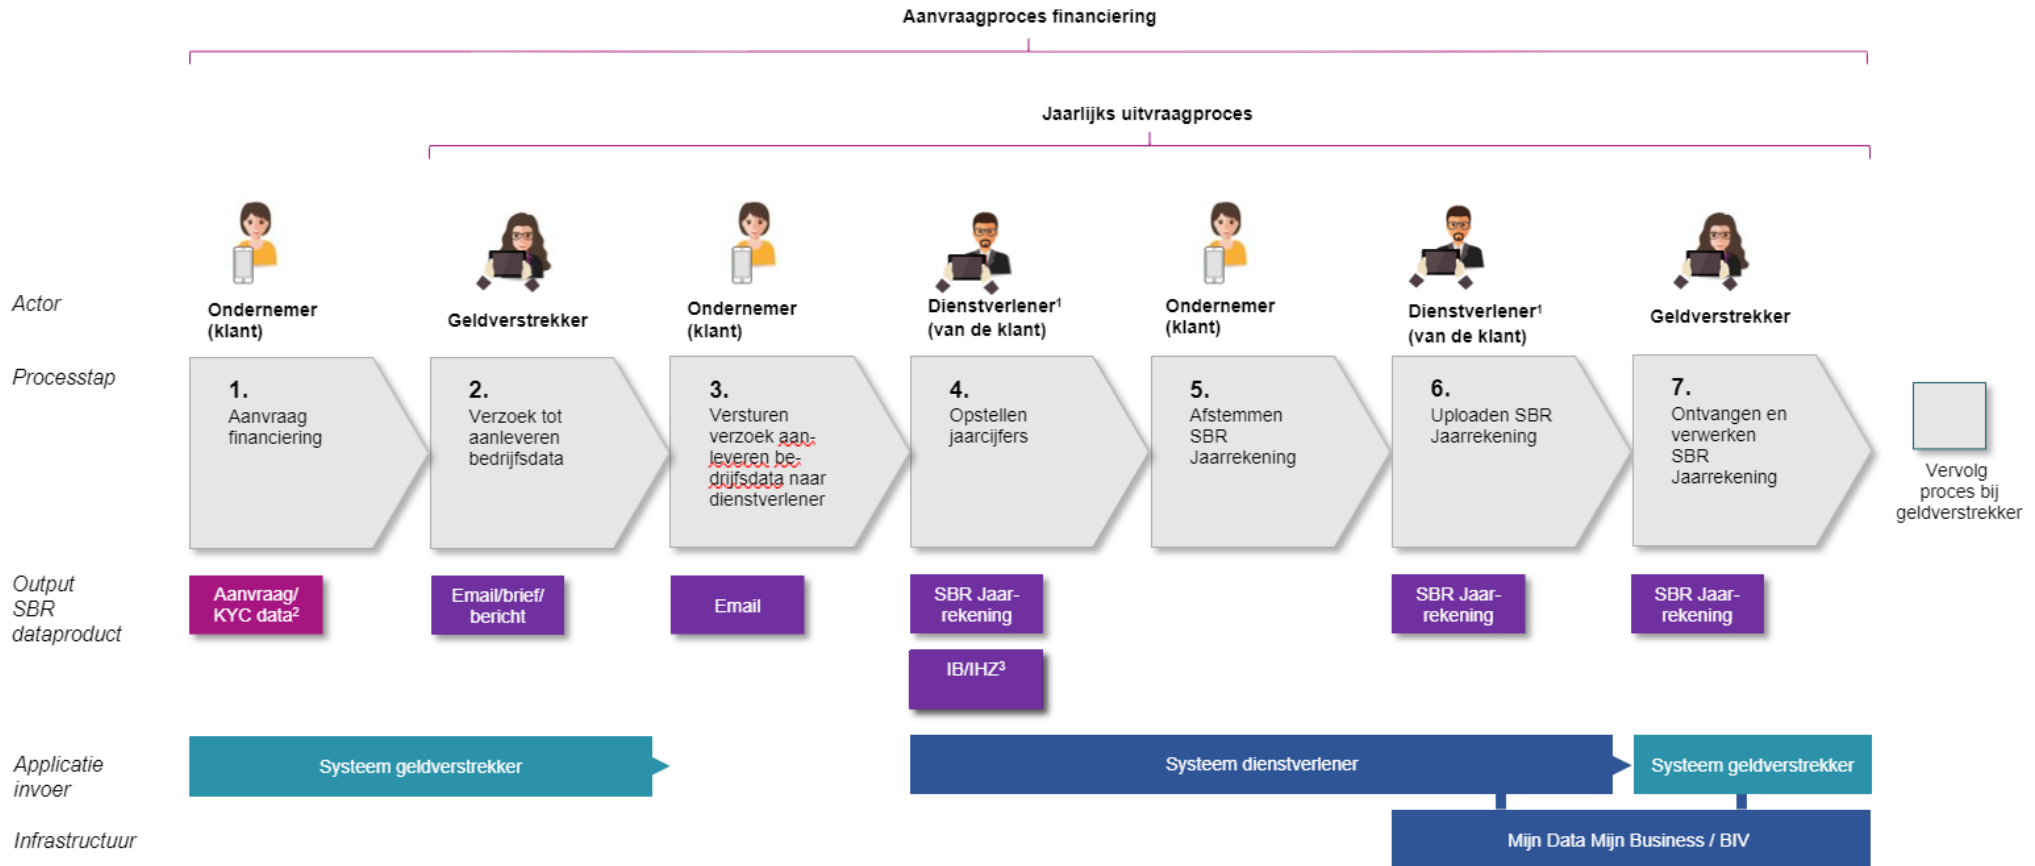 Aanvraagproces financiering
Jaarlijks uitvraagproces
Actor
Ondernemer
(klant)
Geldverstrekker
Ondernemer
(klant)
Dienstverlener¹
(van de klant)
Ondernemer
(klant)
Dienstverlener¹
(van de klant)
Geldverstrekker
Processtap
1.
Aanvraag
financiering
2.
Verzoek tot
aanleveren
bedrijfsdata
3.
Versturen
verzoek aan-
leveren be-
drijfsdata naar
dienstverlener
4.
Opstellen
jaarcijfers
5.
Afstemmen
SBR
Jaarrekening
6.
Uploaden SBR
Jaarrekening
7.
Ontvangen en
verwerken
SBR
Jaarrekening
Vervolg
proces bij
geldverstrekker
Output
SBR
dataproduct
Aanvraag/
KYC data²
Email/brief/
bericht
Email
SBR Jaar-
rekening
IB/IHZ³
SBR Jaar-
rekening
SBR Jaar-
rekening
Applicatie
invoer
Systeem geldverstrekker
Systeem dienstverlener
Systeem geldverstrekker
Infrastructuur
Mijn Data Mijn Business / BIV